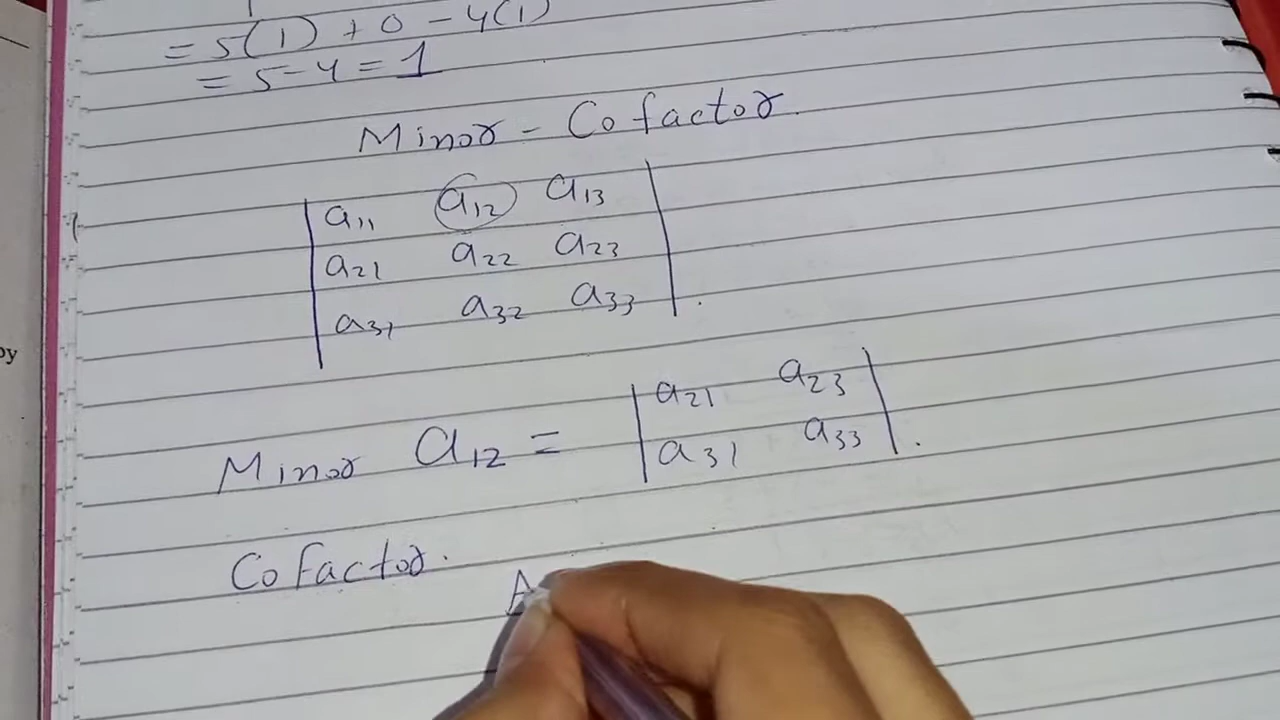 = 5(1) + 0 - 4(1)
= 5-4 = 1
Minor - Cofactor.
a11 a12 a13
a21 a22 a23
a31 a32 a33
Minor a12 = | a21 a23 |
| a31 a33 | .
Cofactor. A
by